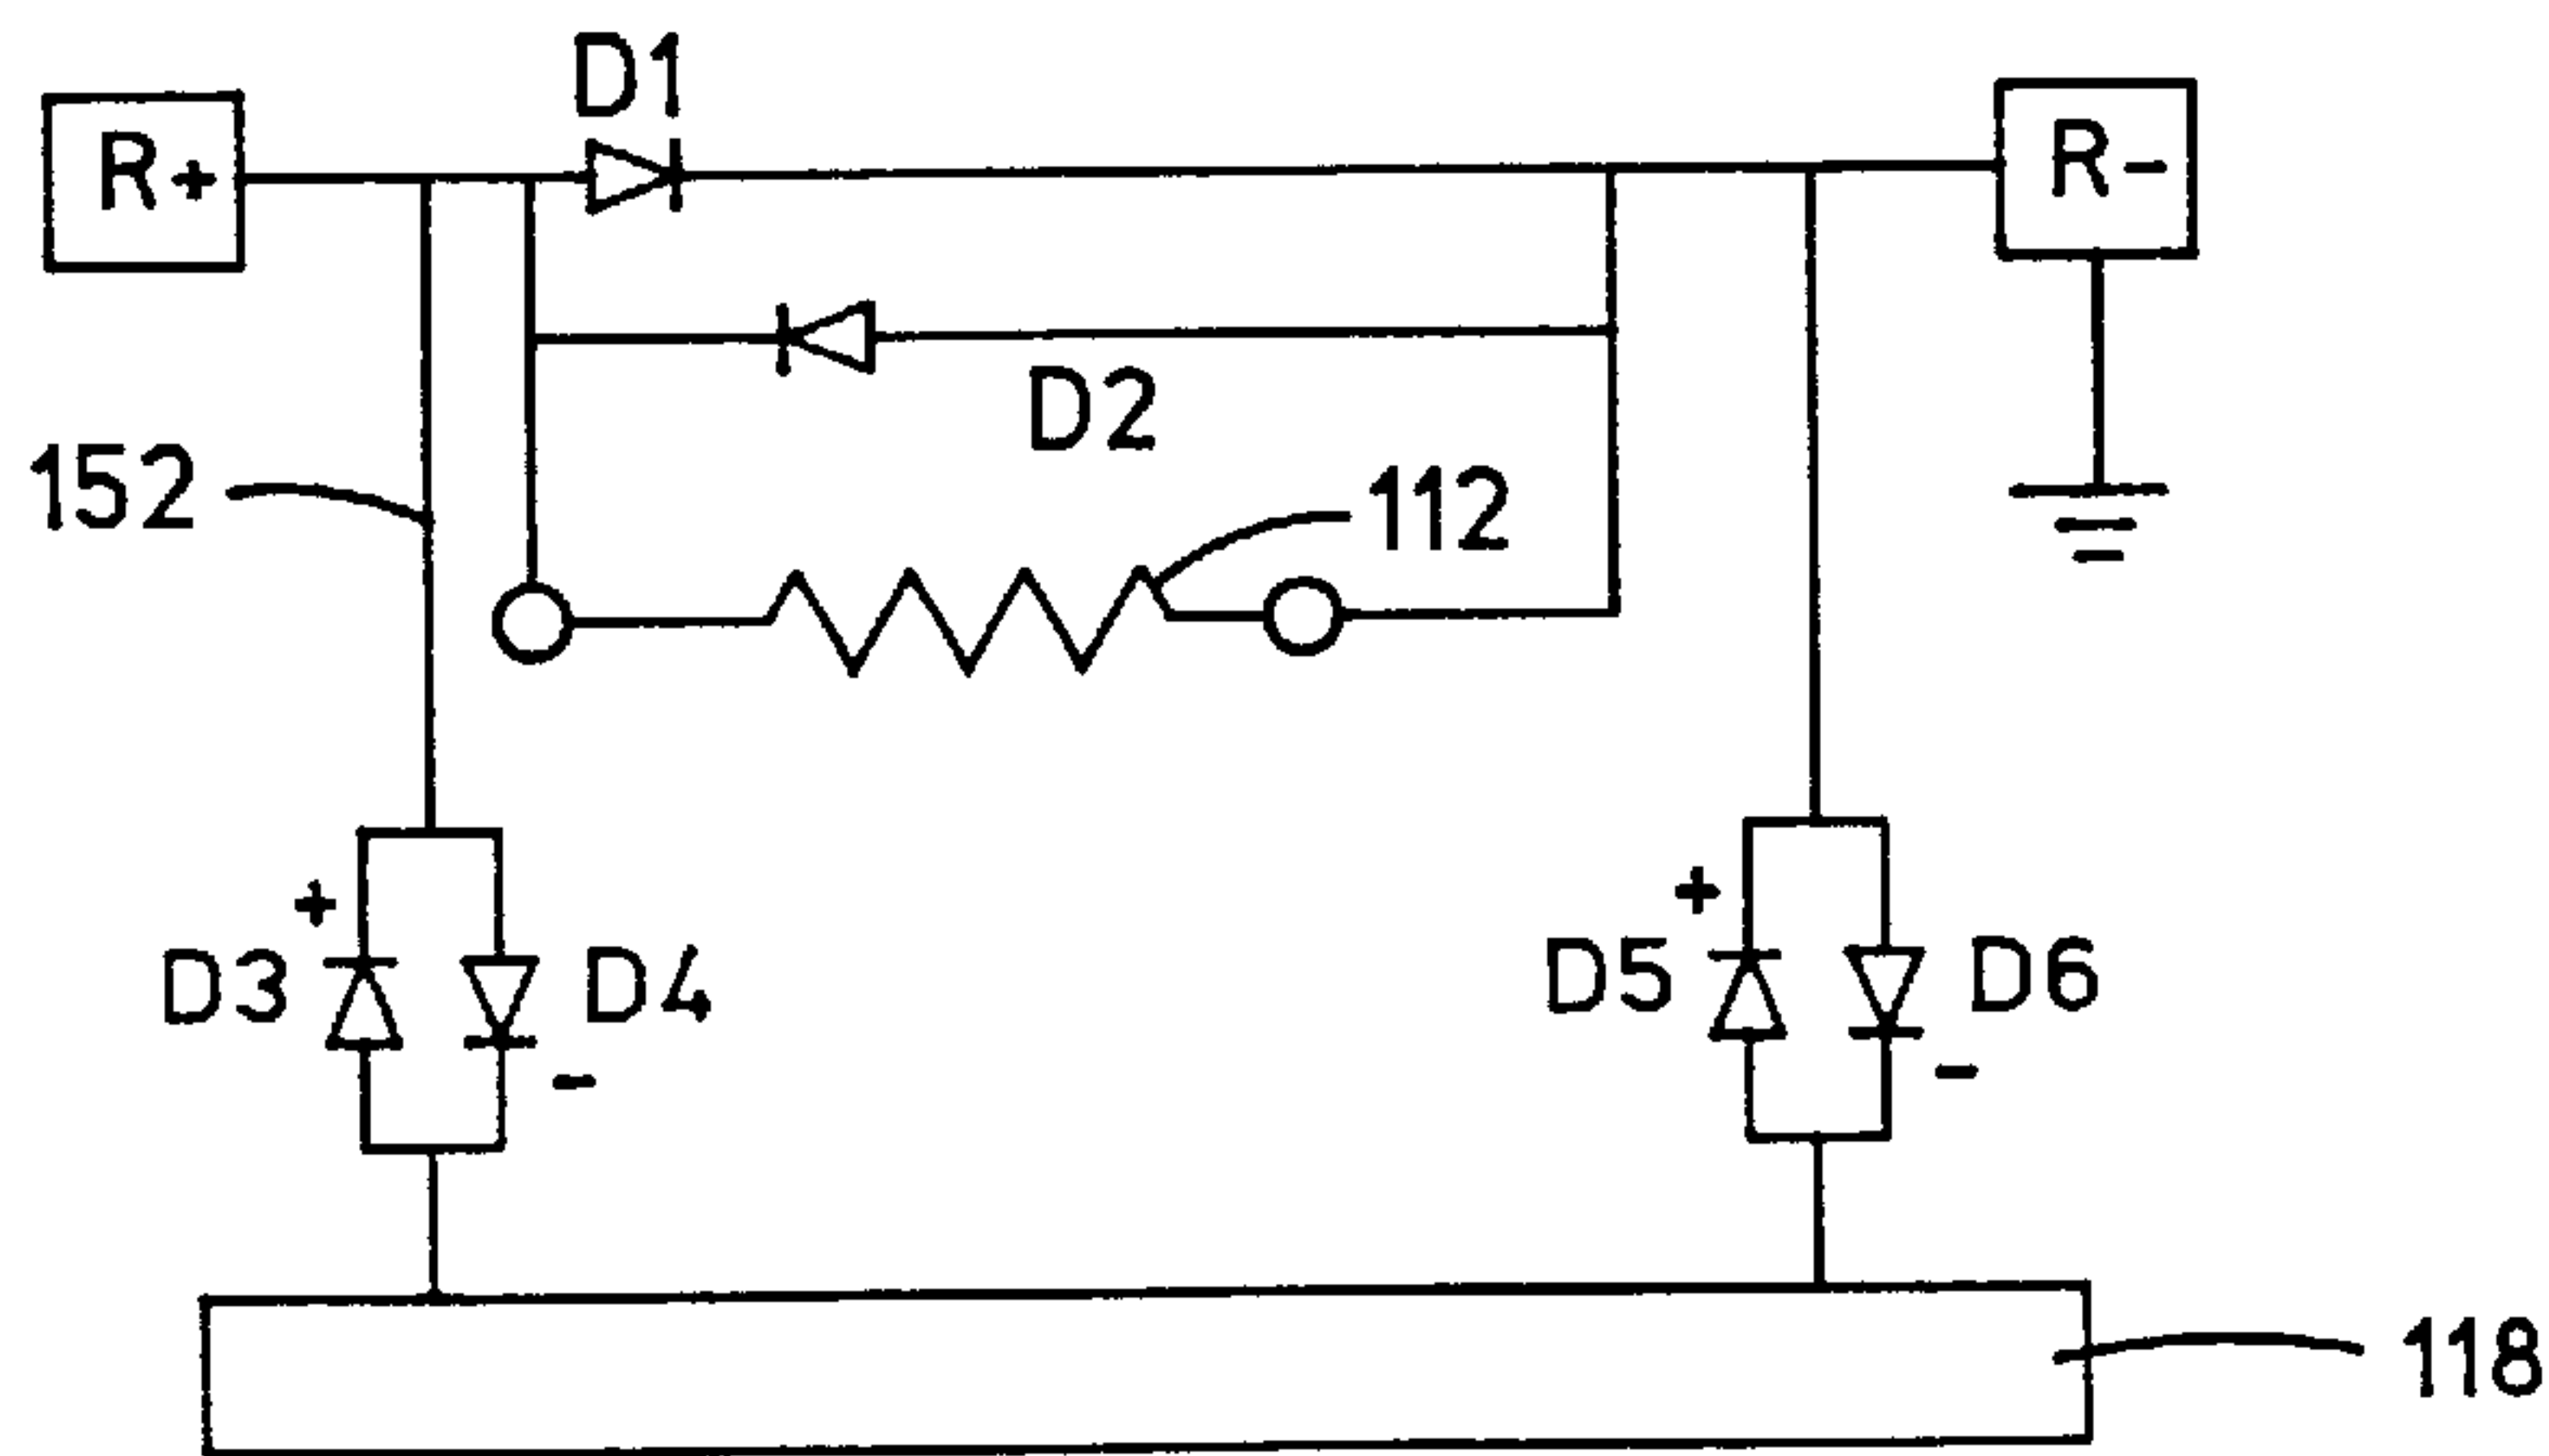 D1
R+
R-
D2
152
112
+
+
D3
D4
D5
D6
-
-
118